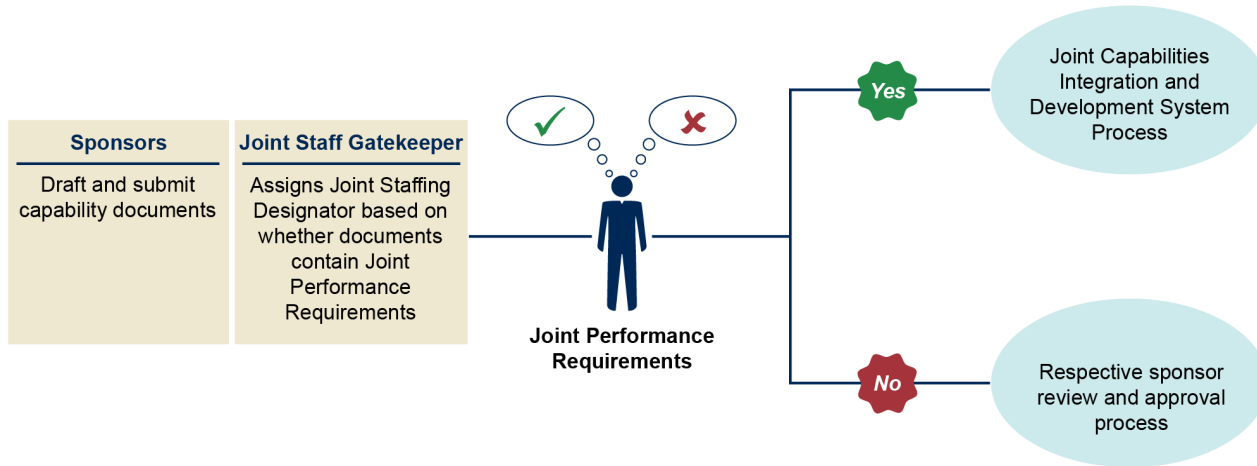 Sponsors
Draft and submit
capability documents
Joint Staff Gatekeeper
Assigns Joint Staffing
Designator based on
whether documents
contain Joint
Performance
Requirements
Joint Performance
Requirements
Yes
Joint Capabilities
Integration and
Development System
Process
No
Respective sponsor
review and approval
process